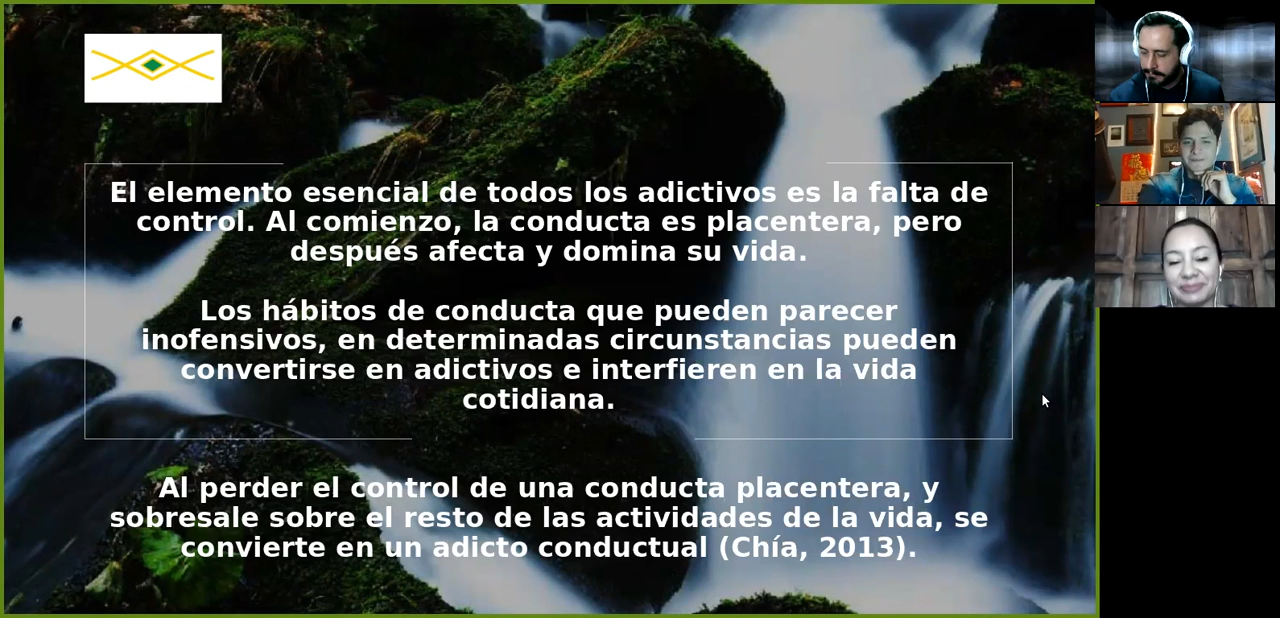 El elemento esencial de todos los adictivos es la falta de
control. Al comienzo, la conducta es placentera, pero
después afecta y domina su vida.
Los hábitos de conducta que pueden parecer
inofensivos, en determinadas circunstancias pueden
convertirse en adictivos e interfieren en la vida
cotidiana.
Al perder el control de una conducta placentera, y
sobresale sobre el resto de las actividades de la vida, se
convierte en un adicto conductual (Chía, 2013).